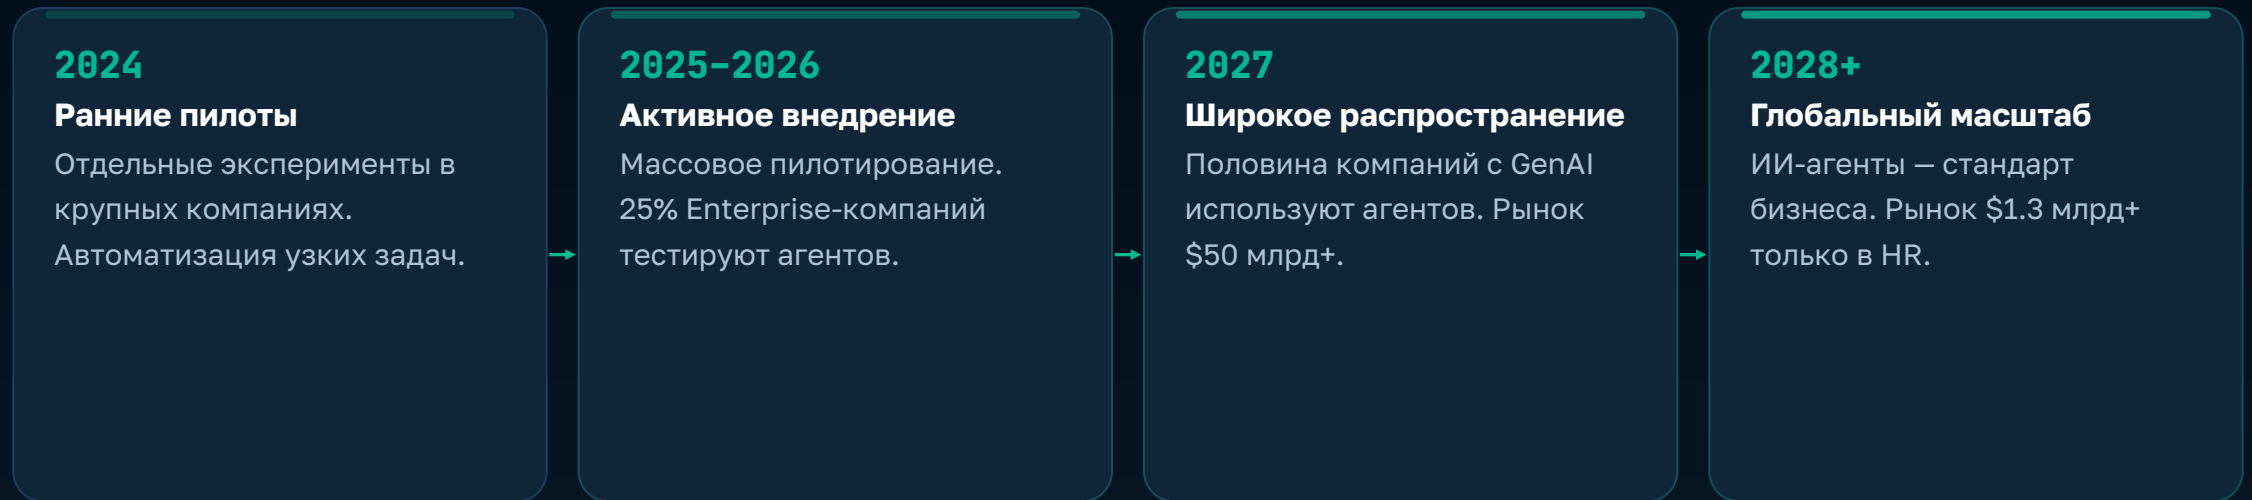 2024
Ранние пилоты
Отдельные эксперименты в
крупных компаниях.
Автоматизация узких задач.
2025–2026
Активное внедрение
Массовое пилотирование.
25% Enterprise-компаний
тестируют агентов.
2027
Широкое распространение
Половина компаний с GenAI
используют агентов. Рынок
$50 млрд+.
2028+
Глобальный масштаб
ИИ-агенты — стандарт
бизнеса. Рынок $1.3 млрд+
только в HR.